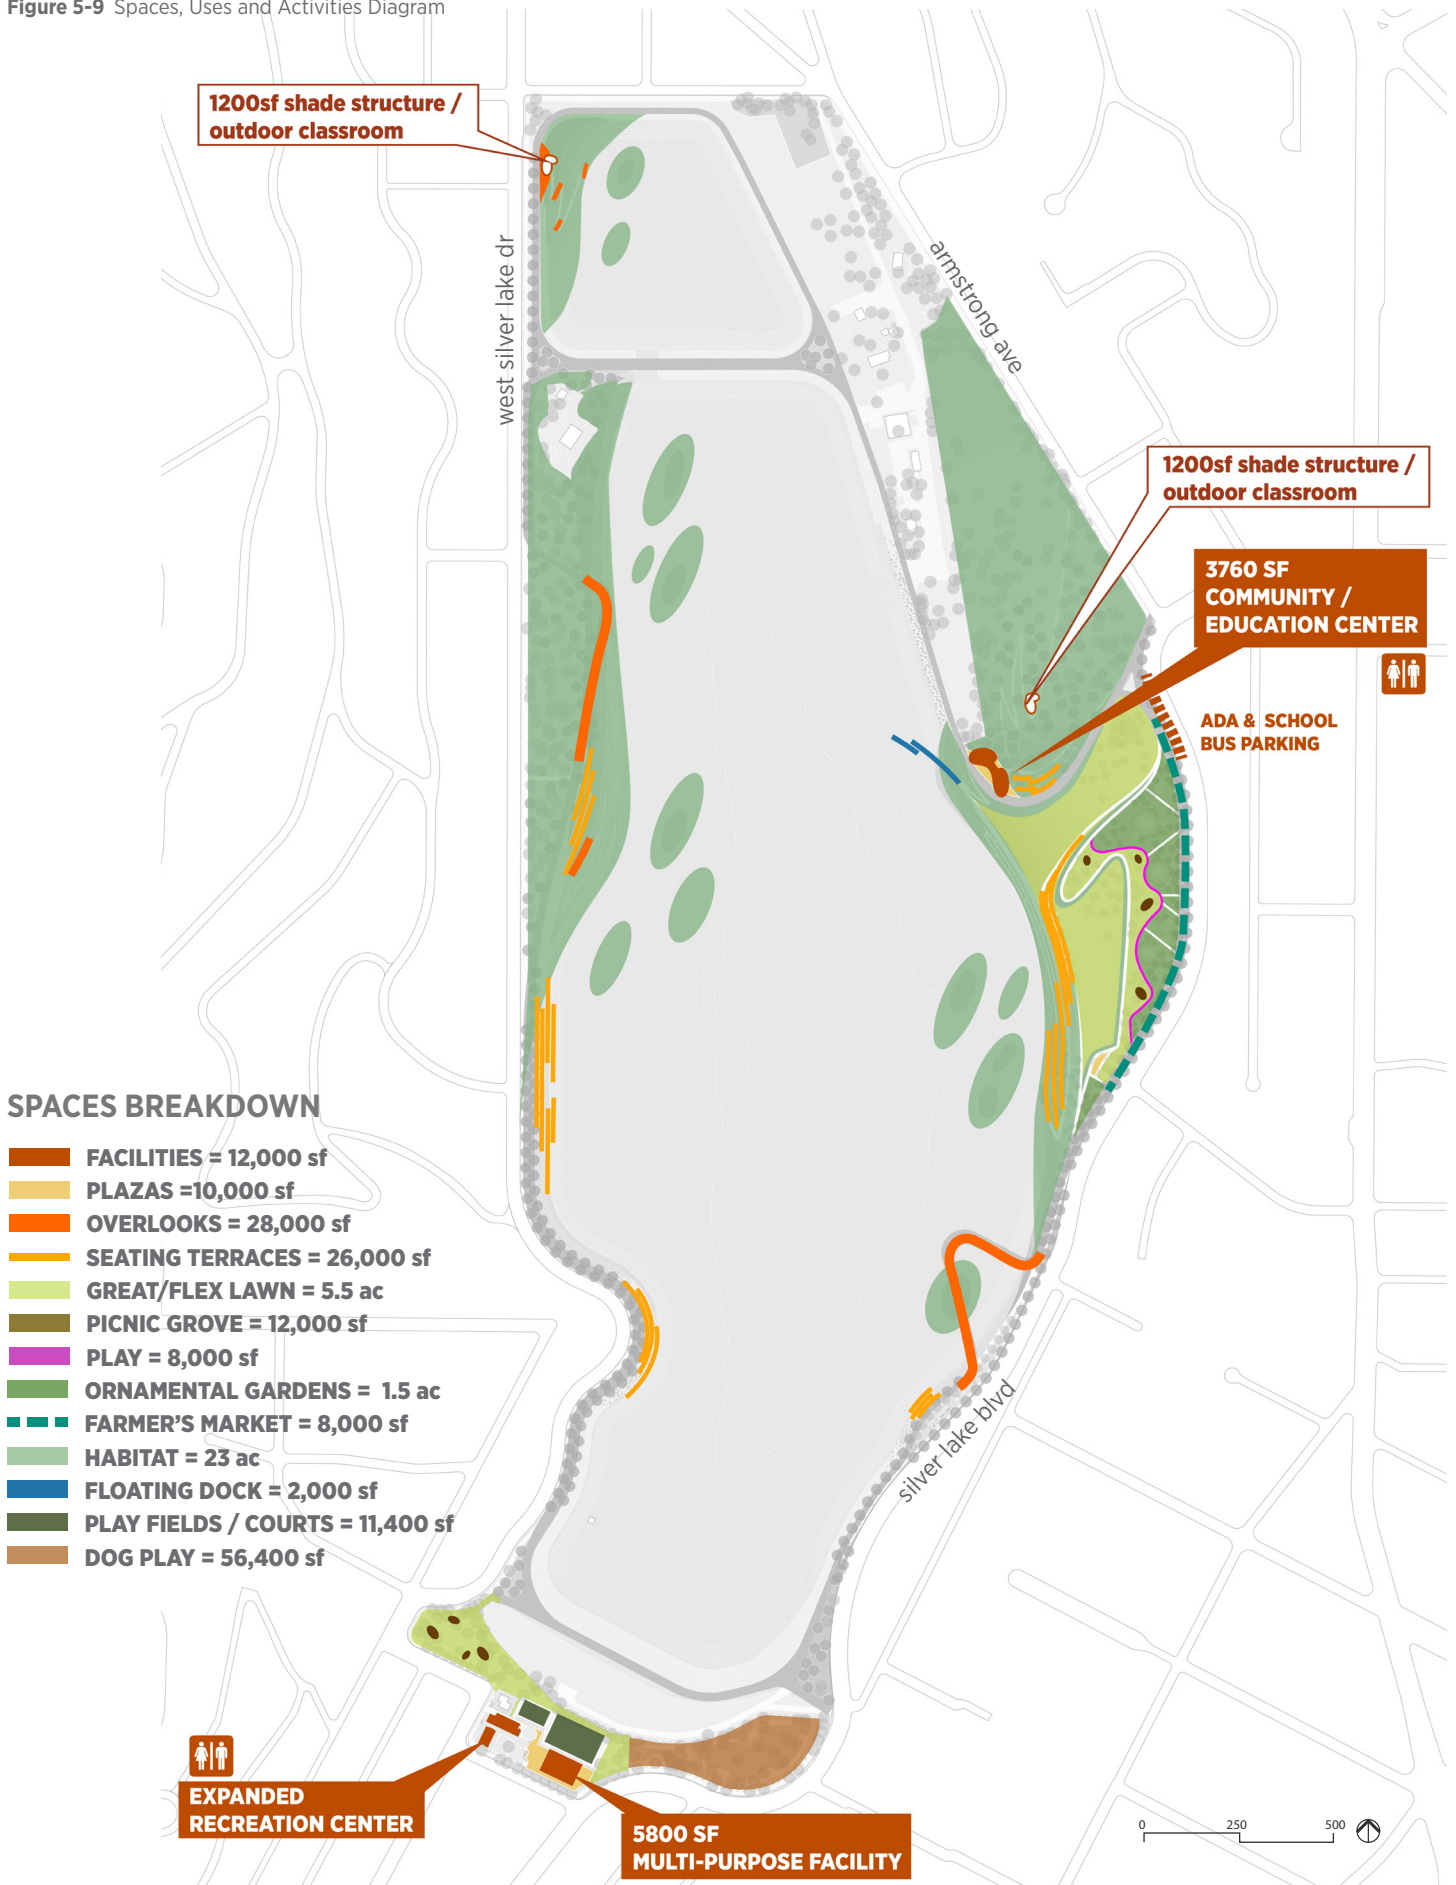 Figure 5-9 Spaces, Uses and Activities Diagram
1200sf shade structure /
outdoor classroom
west silver lake dr
armstrong ave
1200sf shade structure /
outdoor classroom
3760 SF
COMMUNITY /
EDUCATION CENTER
ADA & SCHOOL
BUS PARKING
SPACES BREAKDOWN
FACILITIES = 12,000 sf
PLAZAS =10,000 sf
OVERLOOKS = 28,000 sf
SEATING TERRACES = 26,000 sf
GREAT/FLEX LAWN = 5.5 ac
PICNIC GROVE = 12,000 sf
PLAY = 8,000 sf
ORNAMENTAL GARDENS = 1.5 ac
FARMER'S MARKET = 8,000 sf
HABITAT = 23 ac
FLOATING DOCK = 2,000 sf
PLAY FIELDS / COURTS = 11,400 sf
DOG PLAY = 56,400 sf
silver lake blvd
EXPANDED
RECREATION CENTER
5800 SF
MULTI-PURPOSE FACILITY
0 250 500